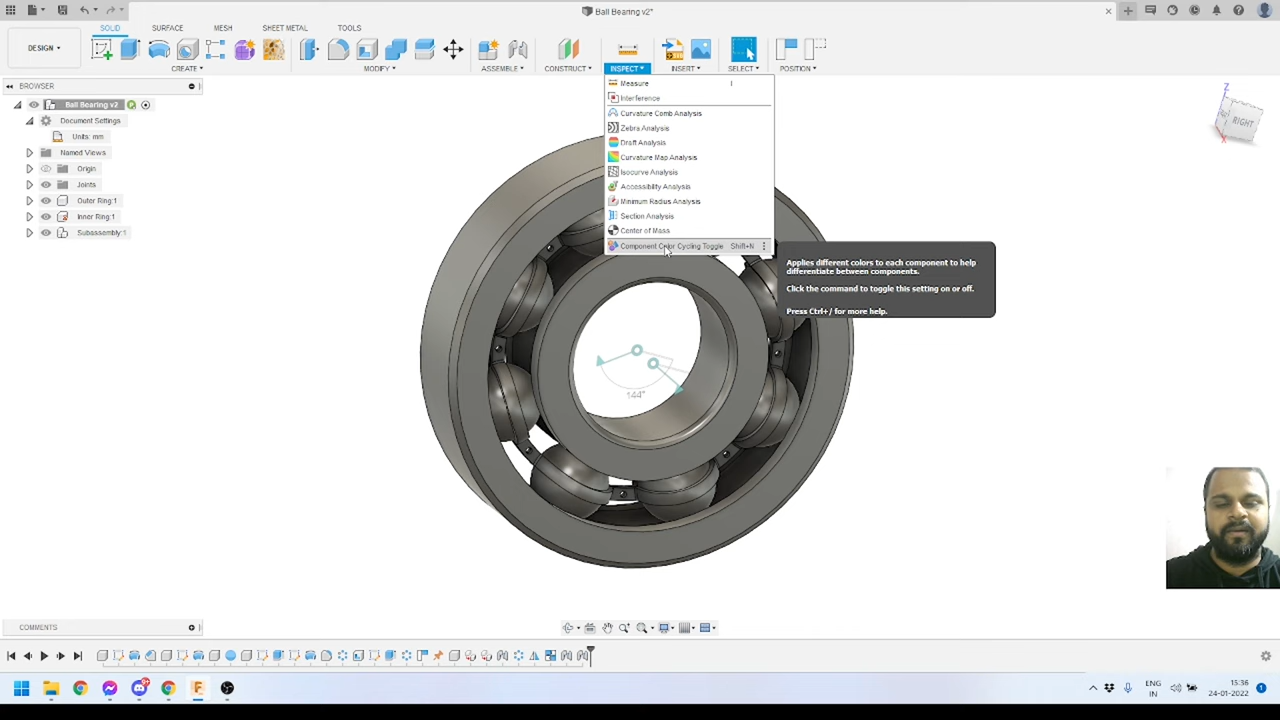 Ball Bearing v2*
SOLID
SURFACE
MESH
SHEET METAL
TOOLS
DESIGN
CREATE
MODIFY
ASSEMBLE
CONSTRUCT
INSPECT
INSERT
SELECT
POSITION
BROWSER
Ball Bearing v2
Document Settings
Units: mm
Named Views
Origin
Joints
Outer Ring:1
Inner Ring:1
Subassembly:1
Measure I
Interference
Curvature Comb Analysis
Zebra Analysis
Draft Analysis
Curvature Map Analysis
Isocurve Analysis
Accessibility Analysis
Minimum Radius Analysis
Section Analysis
Center of Mass
Component Color Cycling Toggle Shift+N
Applies different colors to each component to help
differentiate between components.
Click the command to toggle this setting on or off.
Press Ctrl+/ for more help.
Z
RIGHT
X
144°
COMMENTS
9+
F
ENG
IN
15:36
24-01-2022
1